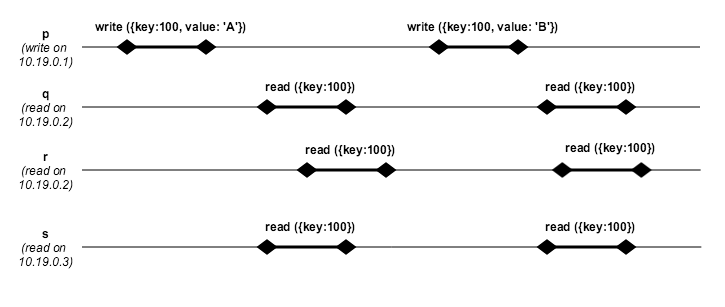 write ({key:100, value: 'A'})
write ({key:100, value: 'B'})
p
(write on
10.19.0.1)
read ({key:100})
read ({key:100})
q
(read on
10.19.0.2)
read ({key:100})
read ({key:100})
r
(read on
10.19.0.2)
read ({key:100})
read ({key:100})
s
(read on
10.19.0.3)